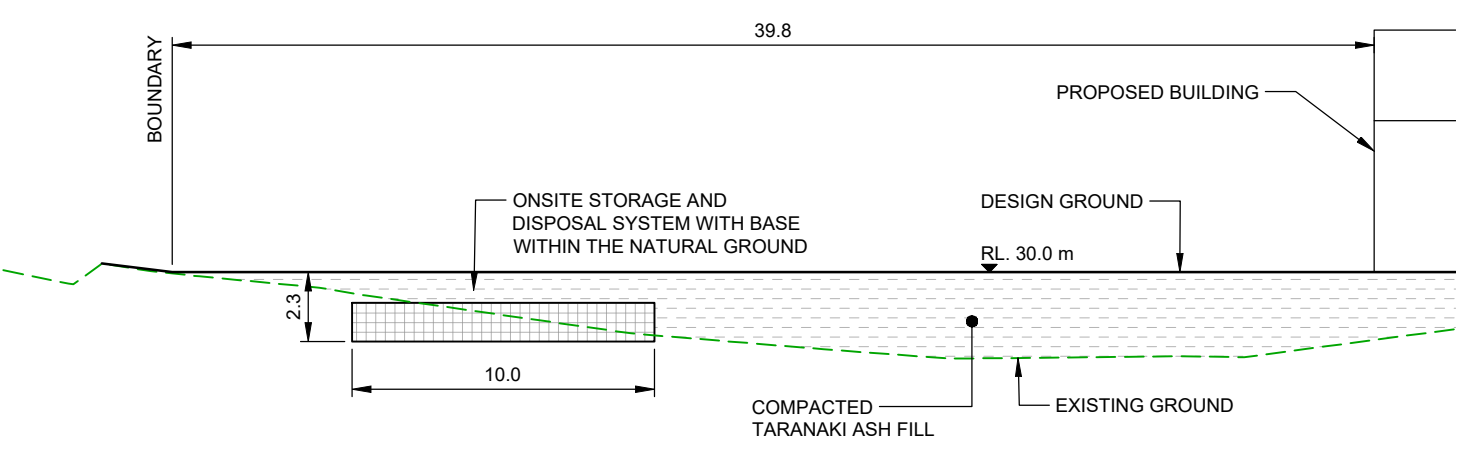 39.8
BOUNDARY
PROPOSED BUILDING
ONSITE STORAGE AND
DISPOSAL SYSTEM WITH BASE
WITHIN THE NATURAL GROUND
DESIGN GROUND
RL. 30.0 m
2.3
10.0
COMPACTED
TARANAKI ASH FILL
EXISTING GROUND